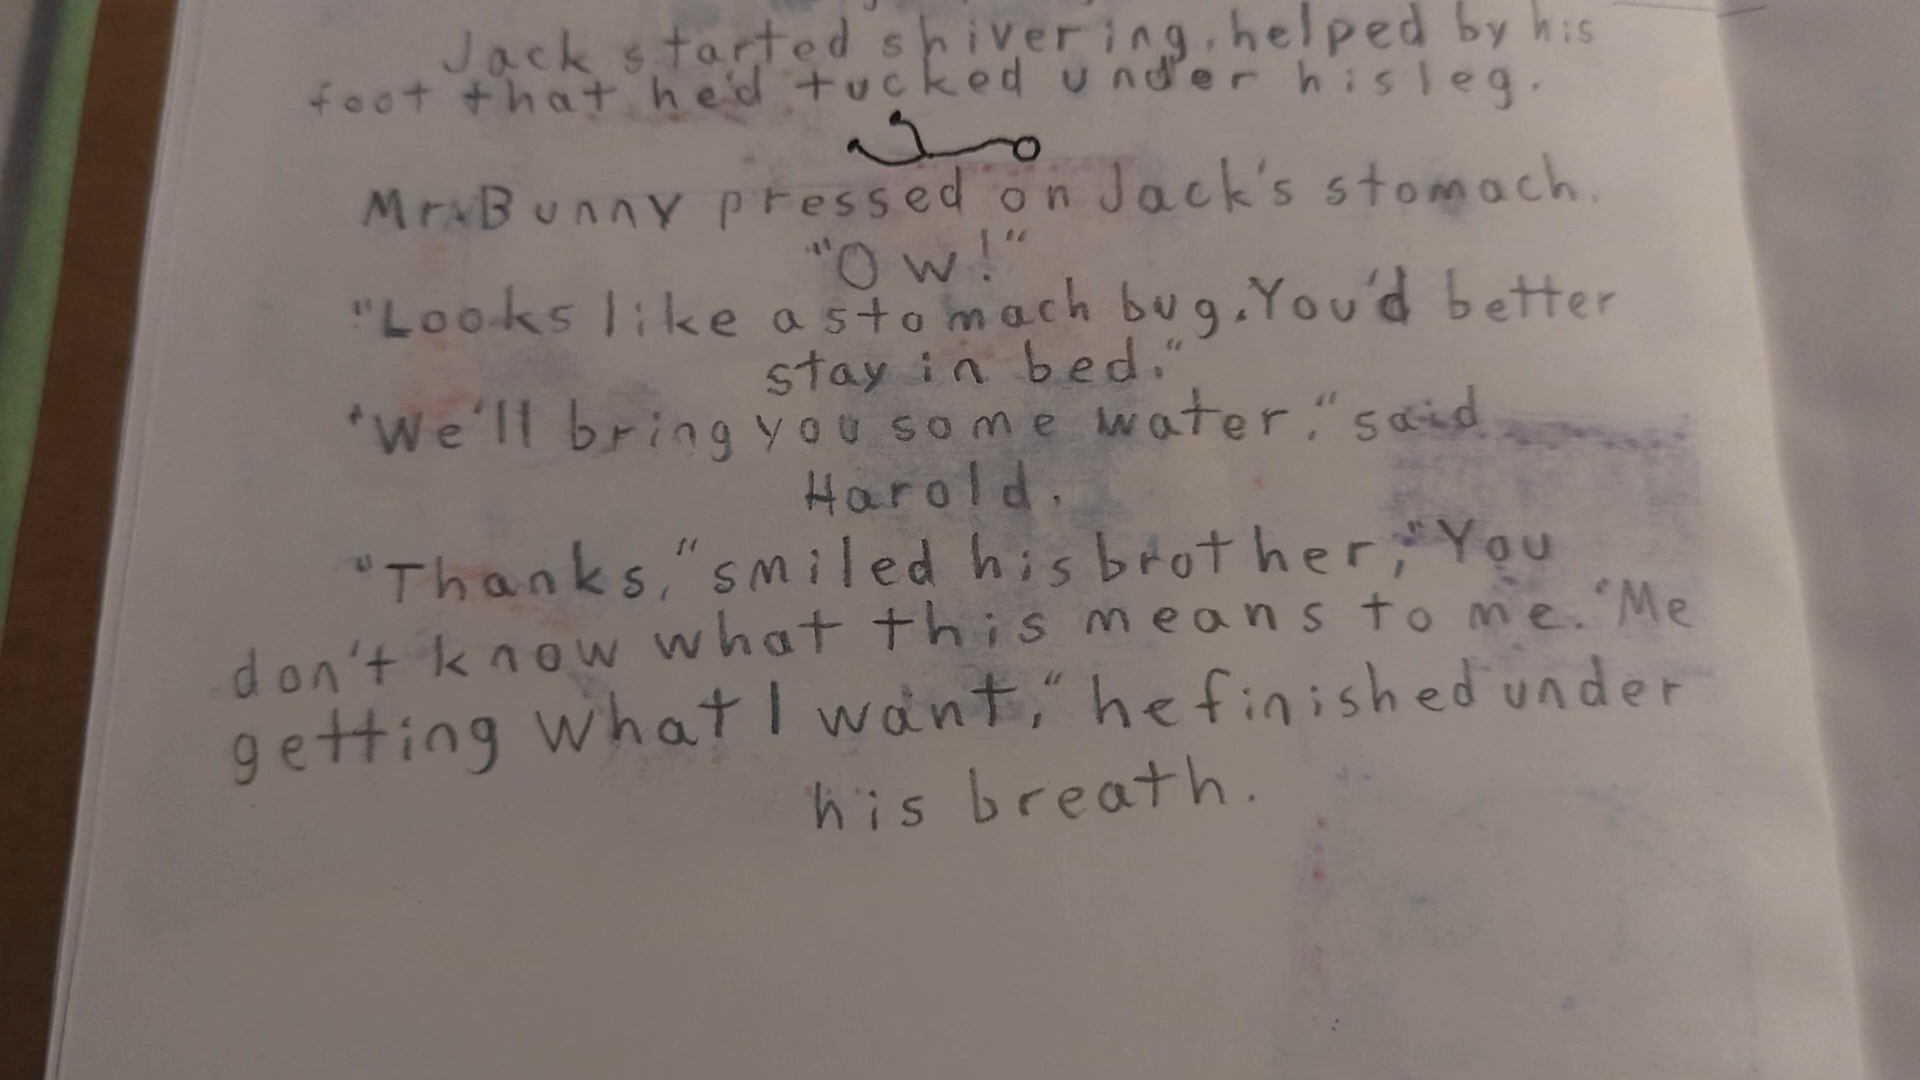 Jack started shivering, helped by his
foot that he'd tucked under his leg.
Mr. Bunny pressed on Jack's stomach.
"Ow!"
"Looks like a stomach bug. You'd better
stay in bed."
"We'll bring you some water." said
Harold.
"Thanks," smiled his brother, "You
don't know what this means to me. "Me
getting what I want," he finished under
his breath.